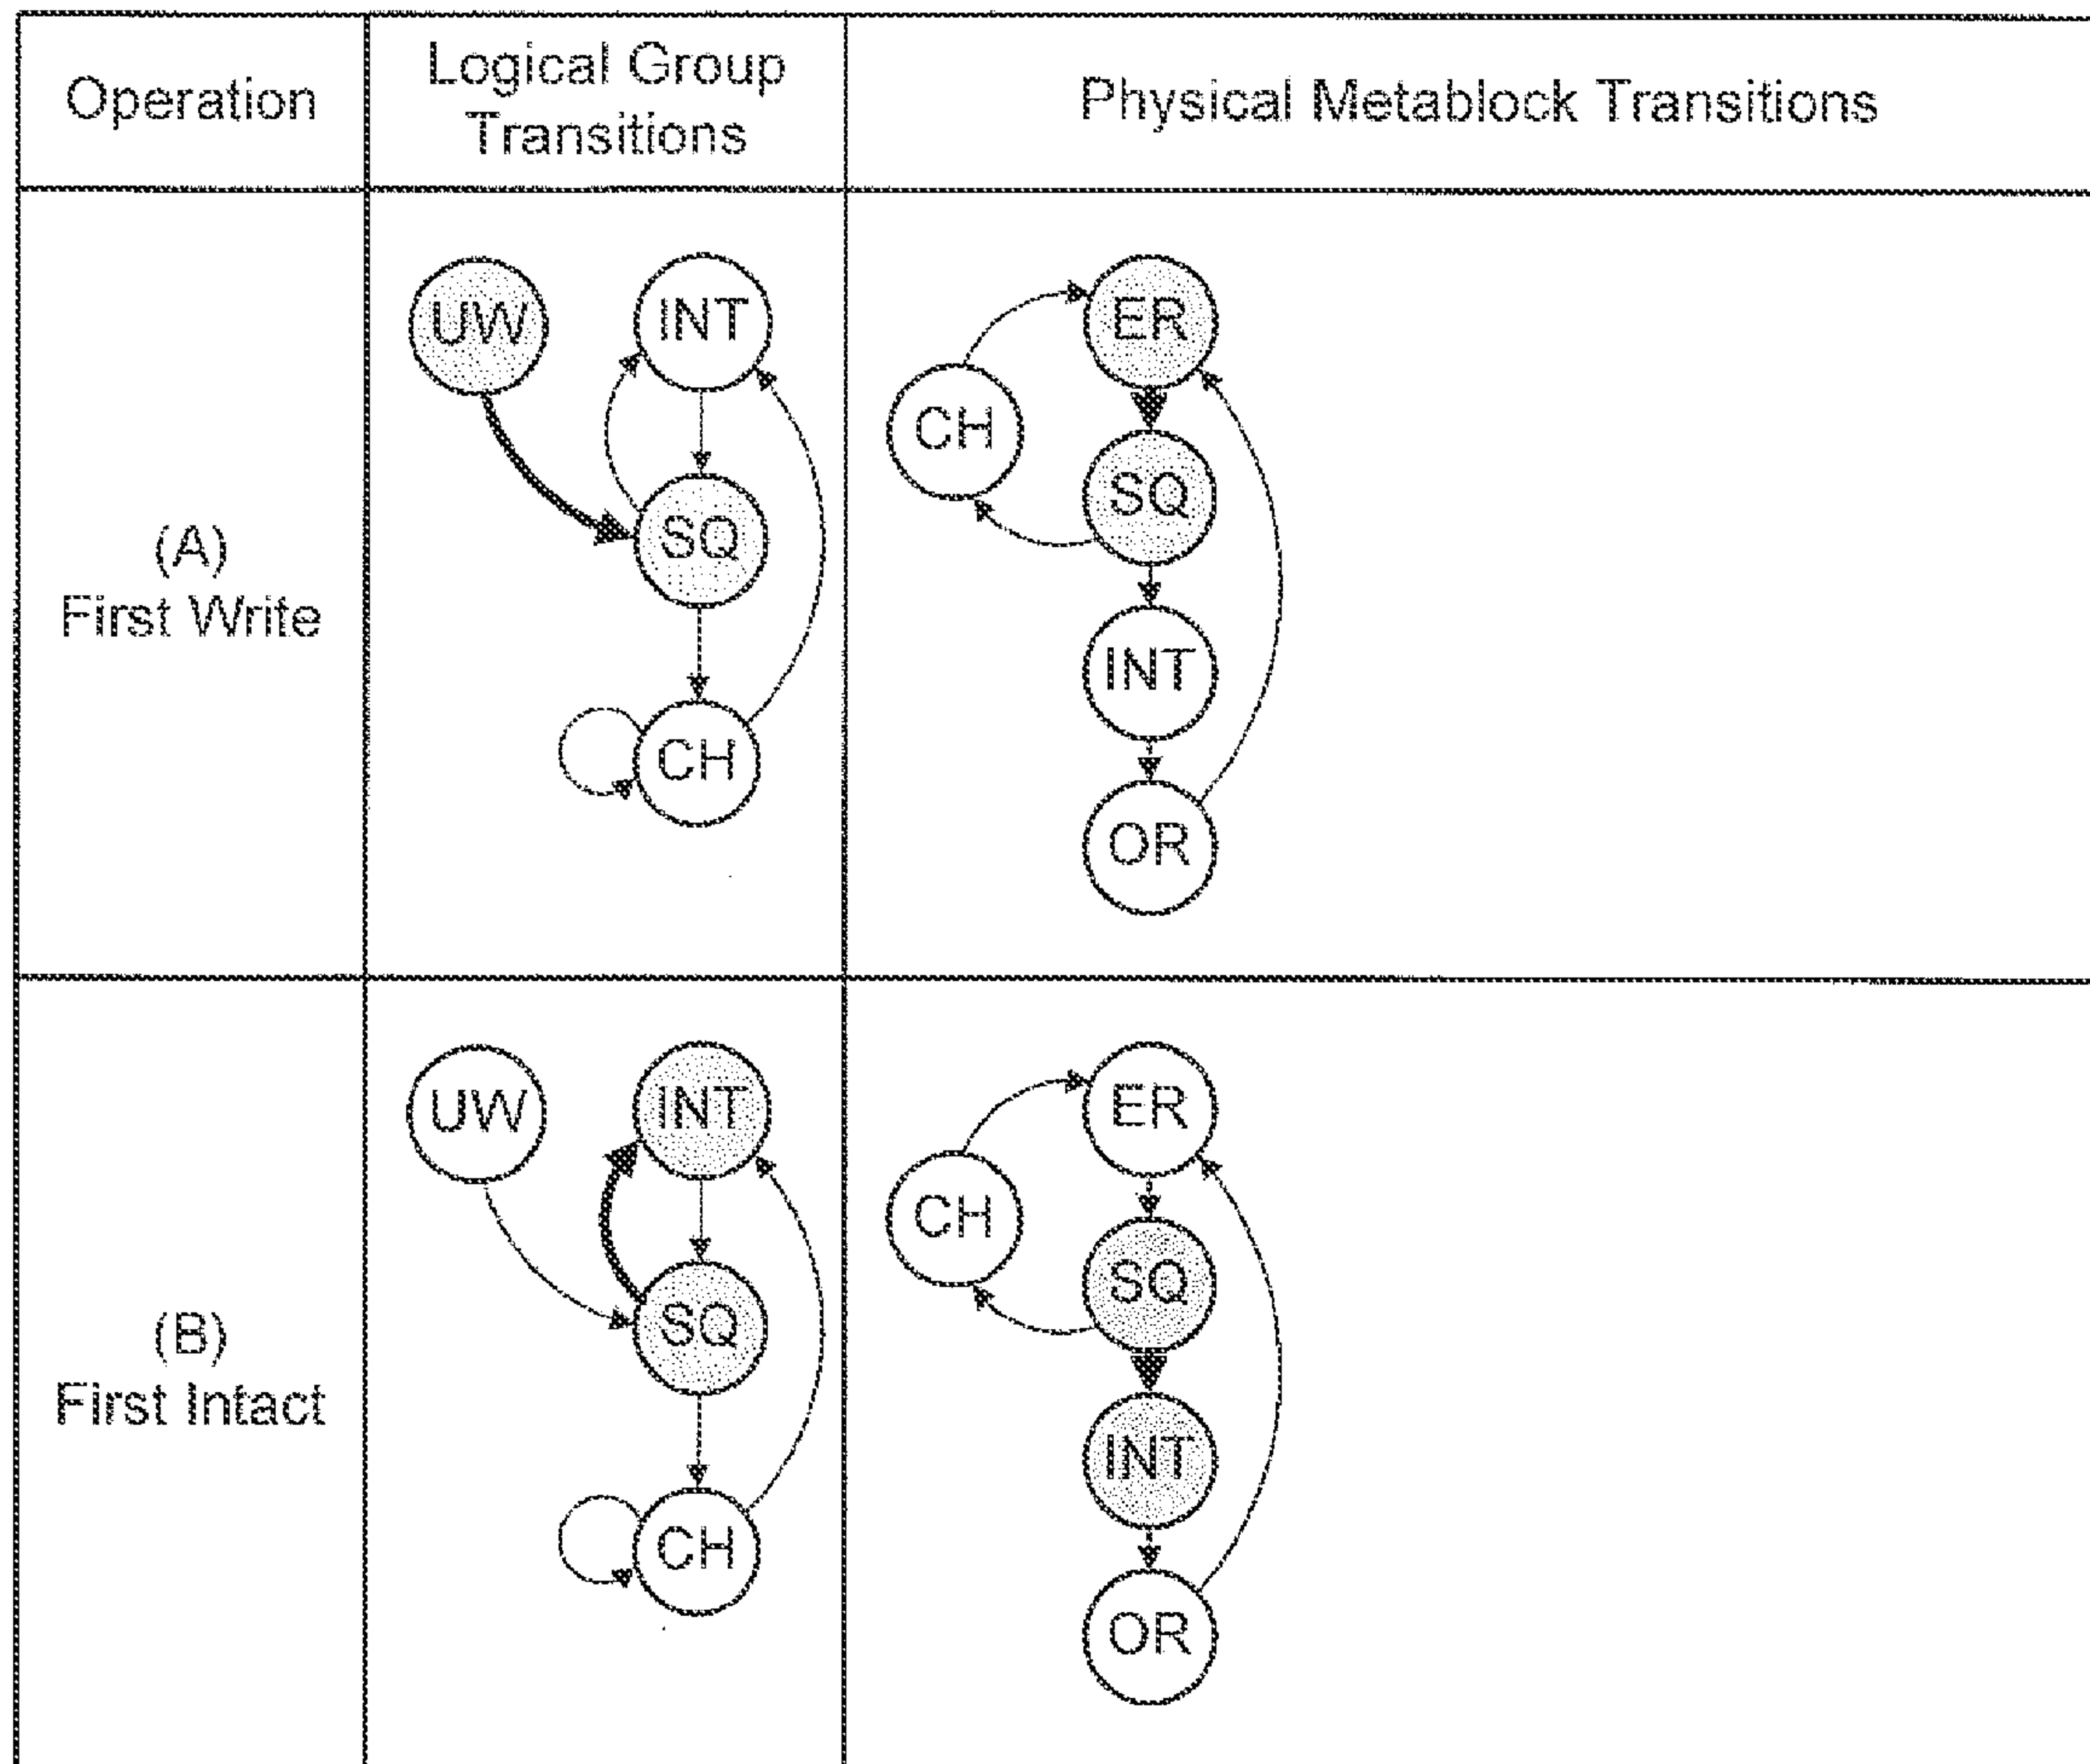 Operation
Logical Group
Transitions
Physical Metablock Transitions
(A)
First Write
UW
INT
SQ
CH
ER
CH
SQ
INT
OR
(B)
First Intact
UW
INT
SQ
CH
ER
CH
SQ
INT
OR